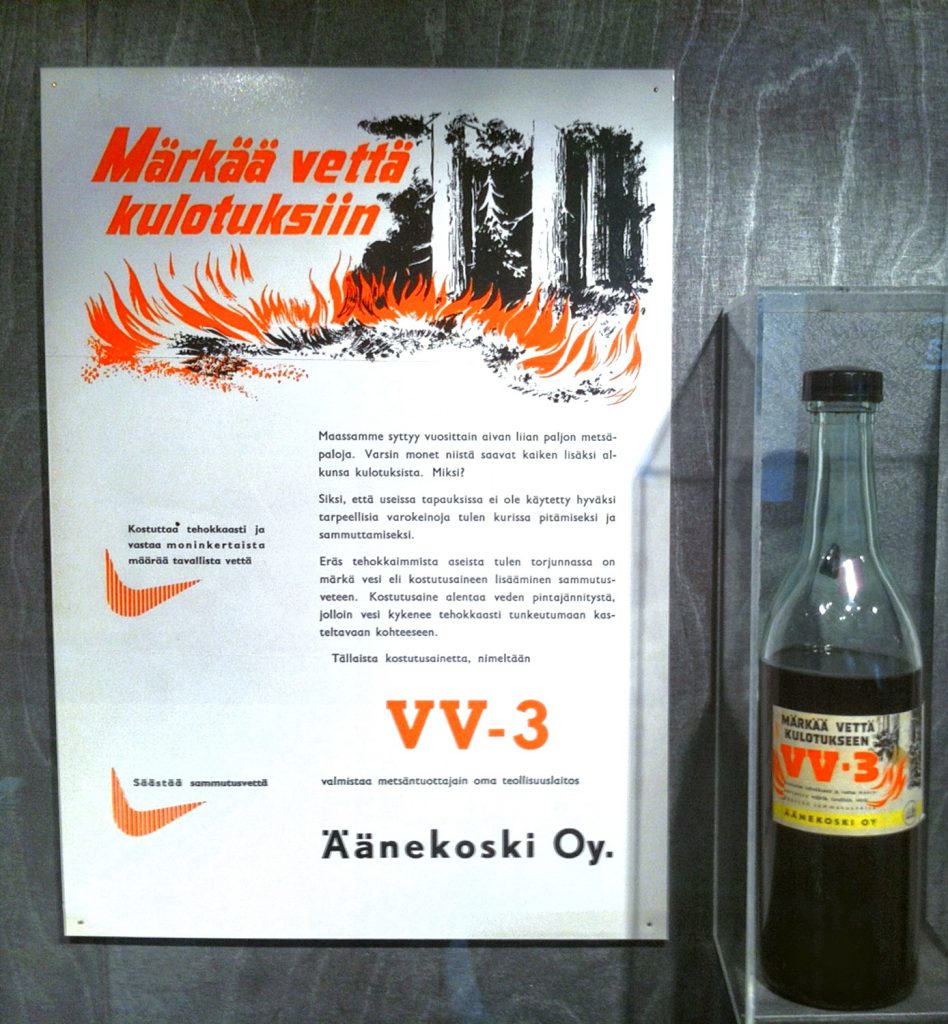 Märkää vettä
kulotuksiin
Maassamme syttyy vuosittain aivan liian paljon metsä-
paloja. Varsin monet niistä saavat kaiken lisäksi al-
kunsa kulotuksista. Miksi?
Siksi, että useissa tapauksissa ei ole käytetty hyväksi
tarpeellisia varokeinoja tulen kurissa pitämiseksi ja
sammuttamiseksi.
Eräs tehokkaimmista aseista tulen torjunnassa on
märkä vesi eli kostutusaineen lisääminen sammutus-
veteen. Kostutusaine alentaa veden pintajännitystä,
jolloin vesi kykenee tehokkaasti tunkeutumaan kas-
teltavaan kohteeseen.
Tällaista kostutusainetta, nimeltään
VV-3
valmistaa metsäntuottajain oma teollisuuslaitos
Äänekoski Oy.
Kostuttaa tehokkaasti ja
vastaa moninkertaista
määrää tavallista vettä
Säästää sammutusvettä
MÄRKÄÄ VETTÄ
KULOTUKSEEN
VV-3
ÄÄNEKOSKI OY